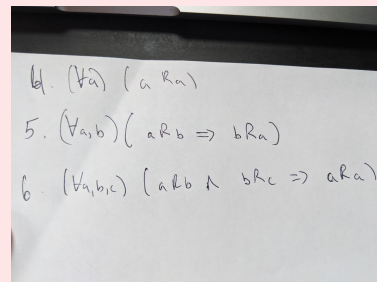 4. (∀a) (a R a)
5. (∀a,b) ( aRb => bRa)
6. (∀a,b,c) (aRb ∧ bRc => aRa)